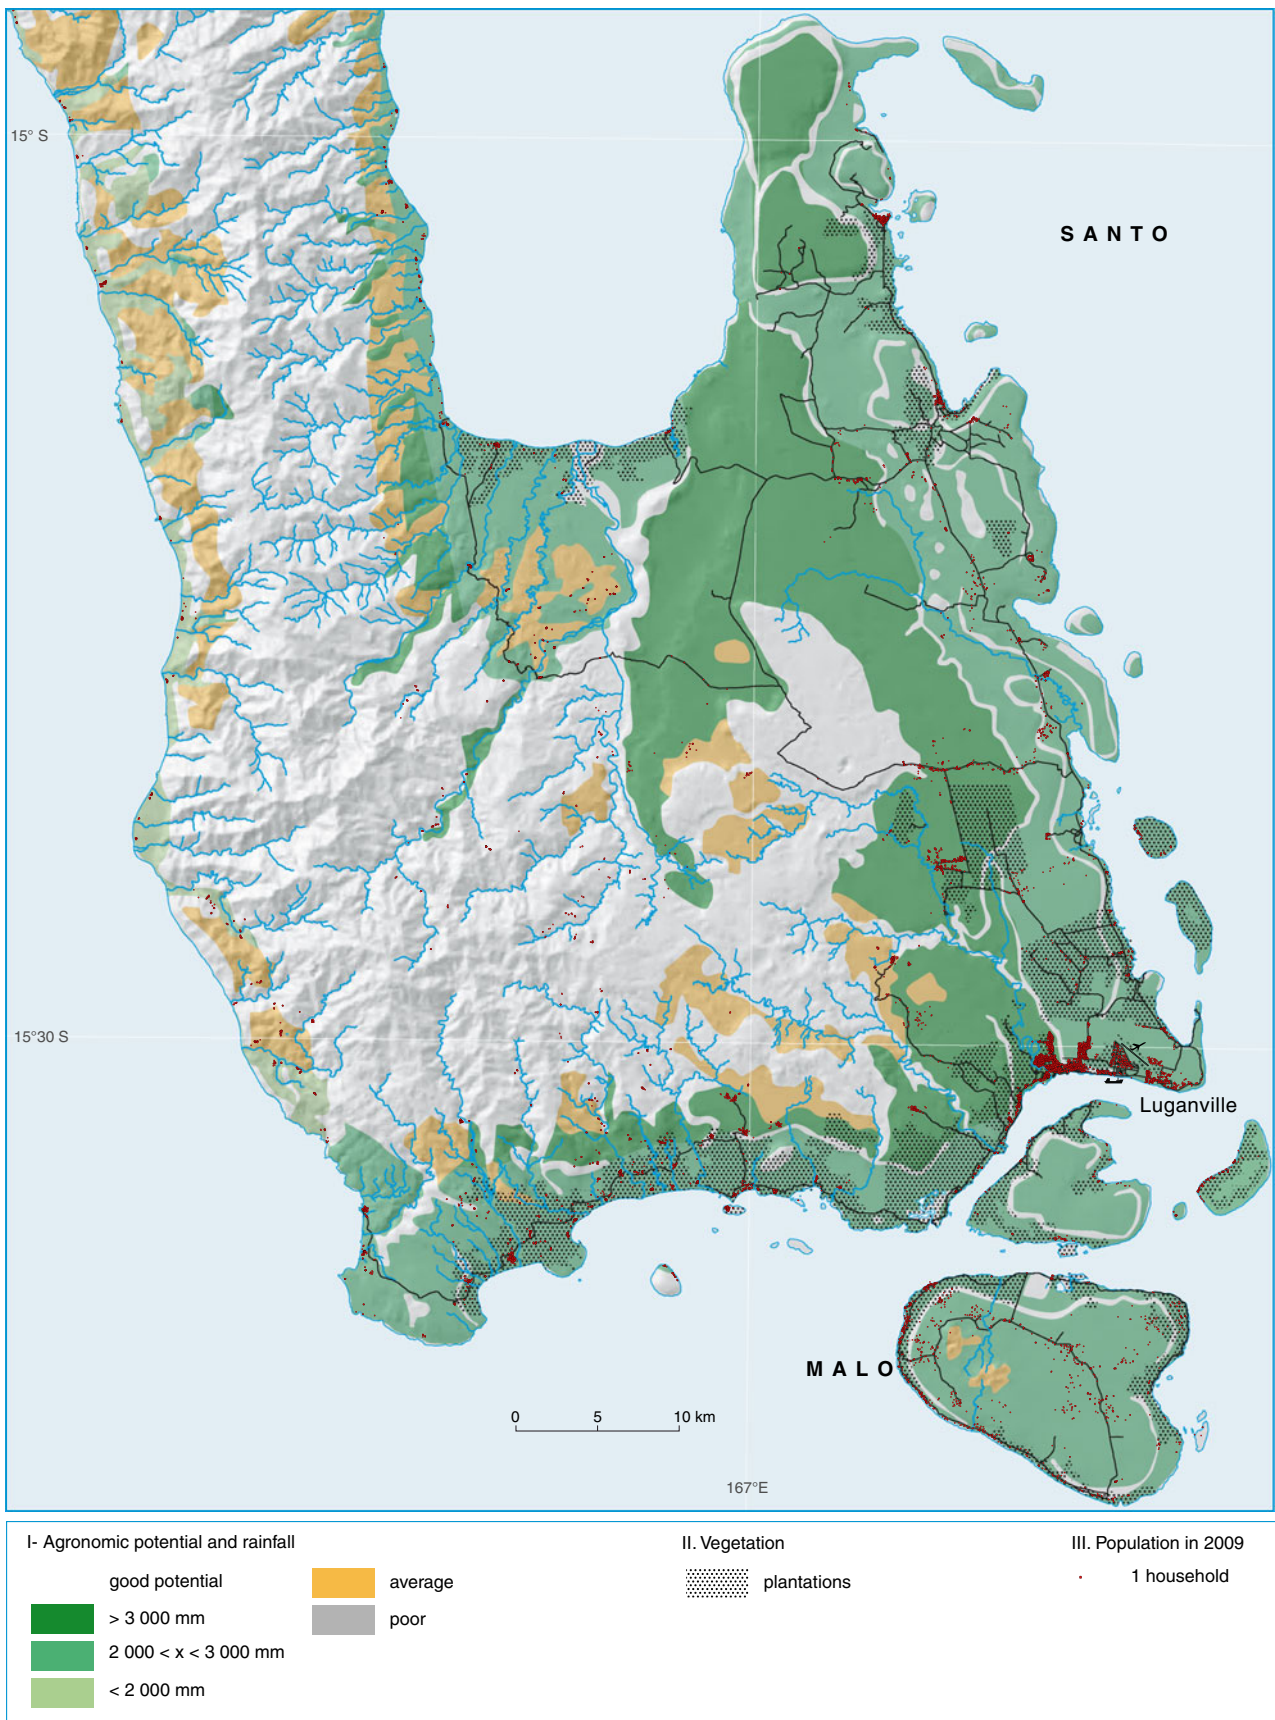 15° S
SANTO
15°30 S
Luganville
MALO
0 5 10 km
167°E
I- Agronomic potential and rainfall
good potential
> 3 000 mm
2 000 < x < 3 000 mm
< 2 000 mm
average
poor
II. Vegetation
plantations
III. Population in 2009
1 household